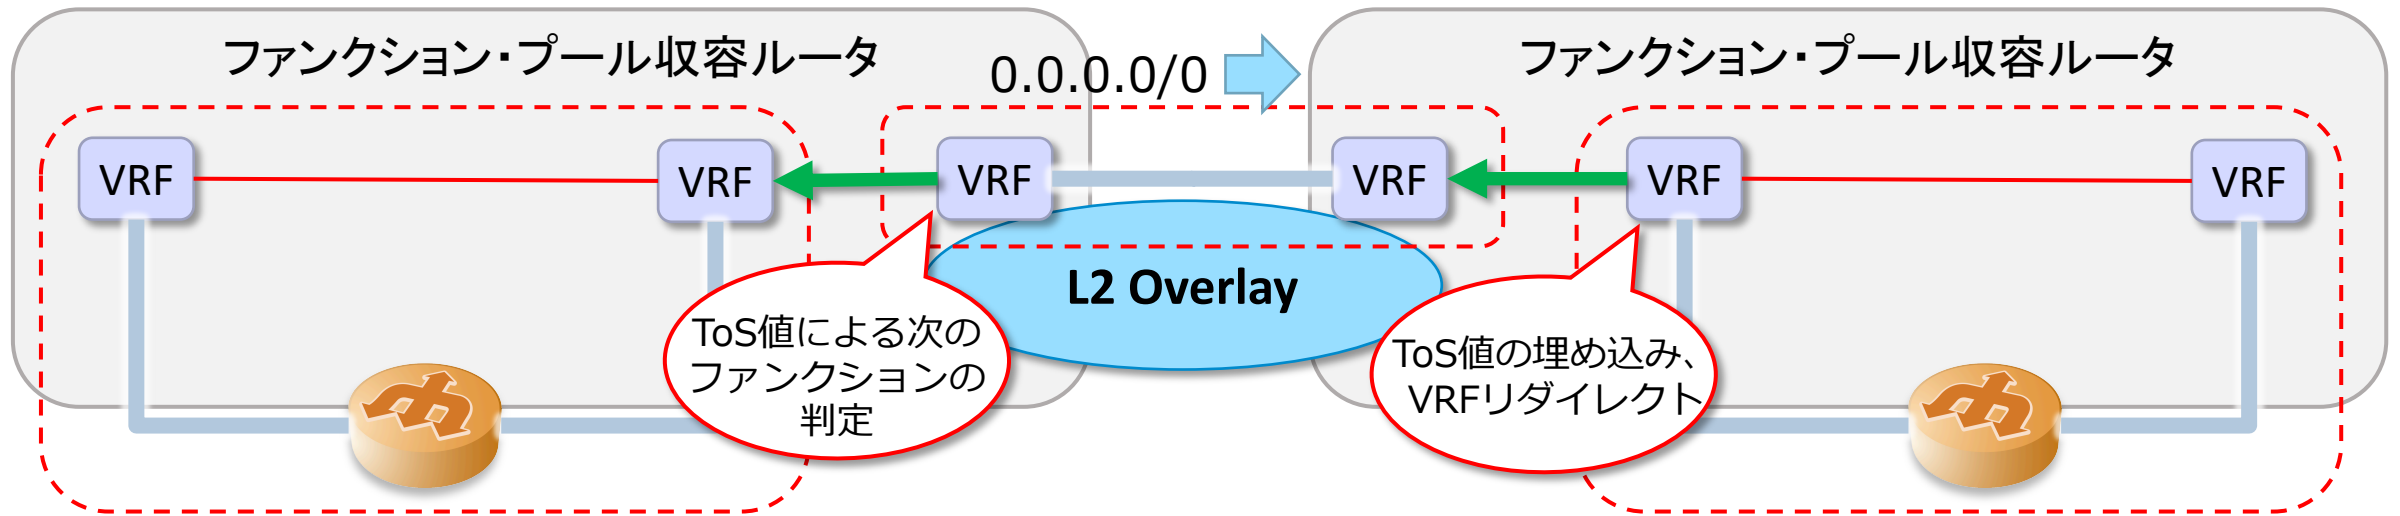 ファンクション・プール収容ルータ
0.0.0.0/0
ファンクション・プール収容ルータ
VRF
VRF
VRF
VRF
VRF
VRF
L2 Overlay
ToS値による次の
ファンクションの
判定
ToS値の埋め込み、
VRFリダイレクト